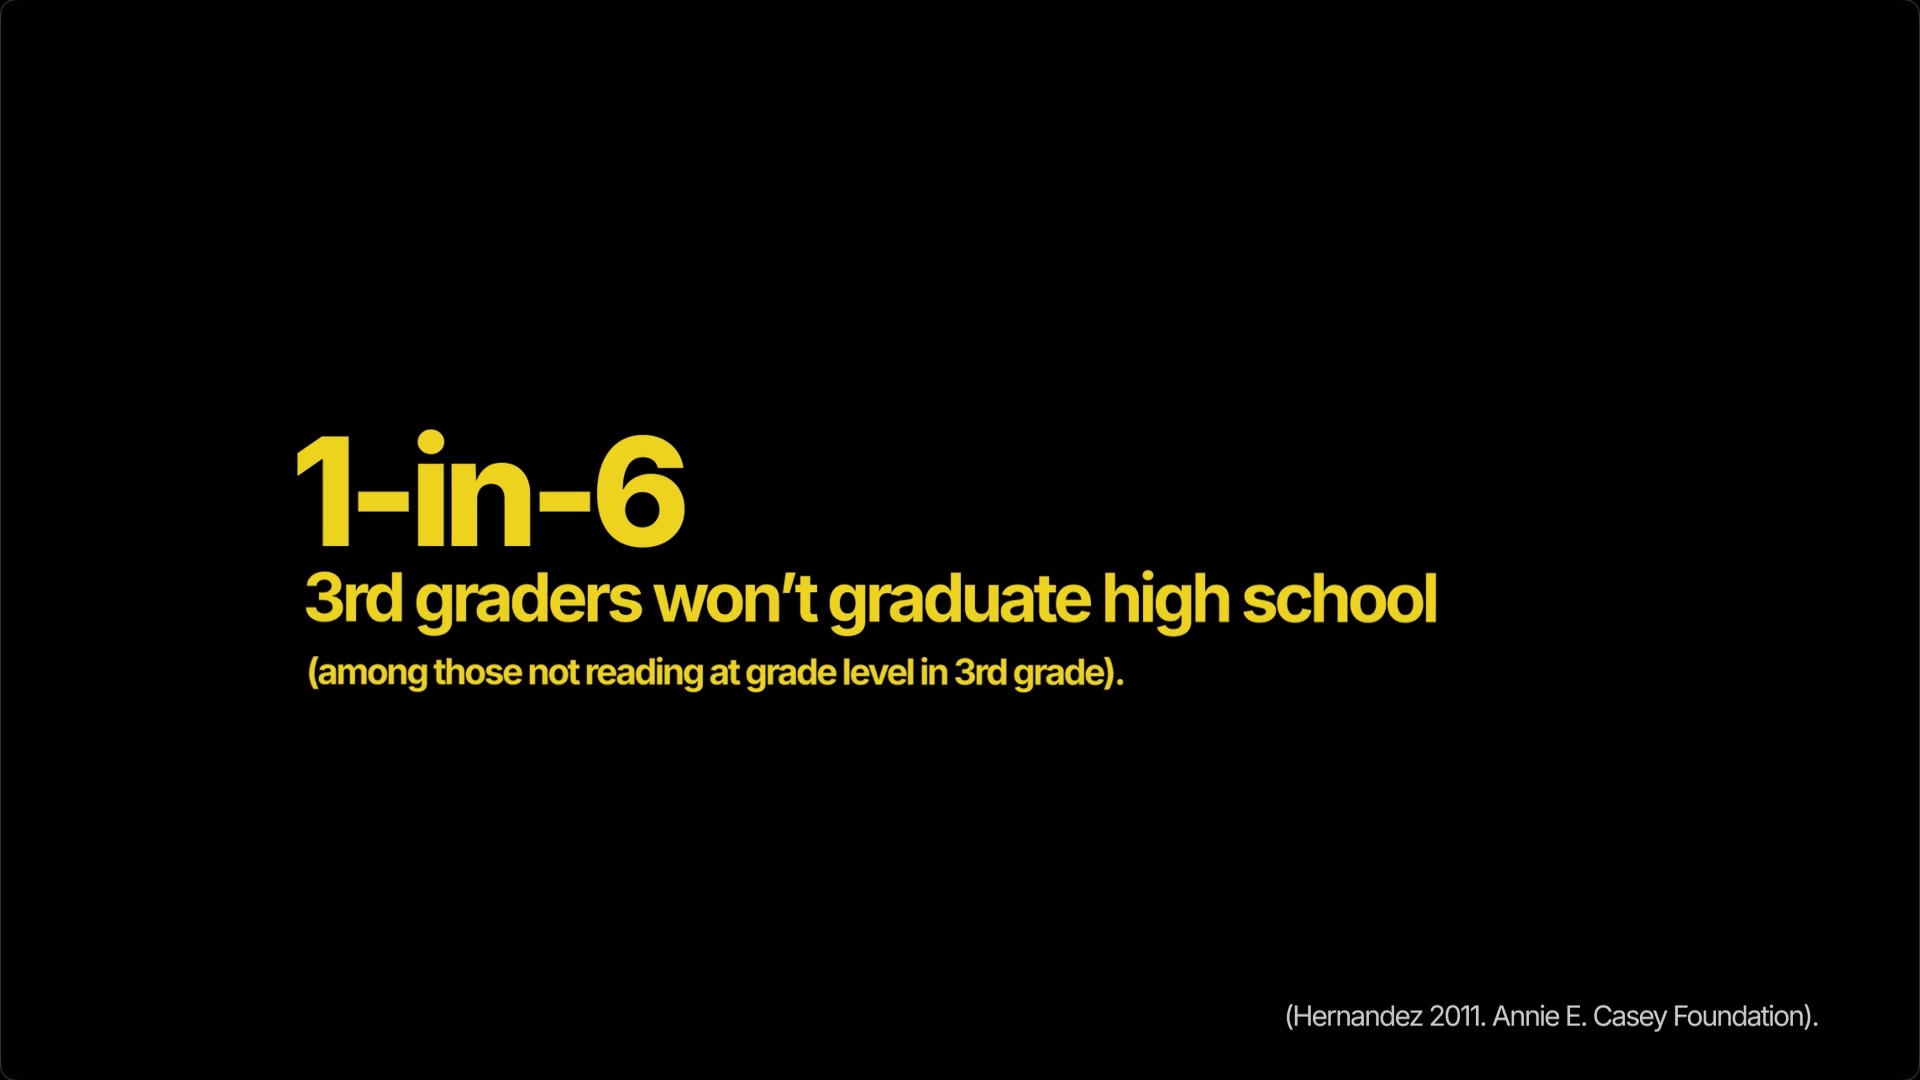 1-in-6
3rd graders won’t graduate high school
(among those not reading at grade level in 3rd grade).
(Hernandez 2011. Annie E. Casey Foundation).